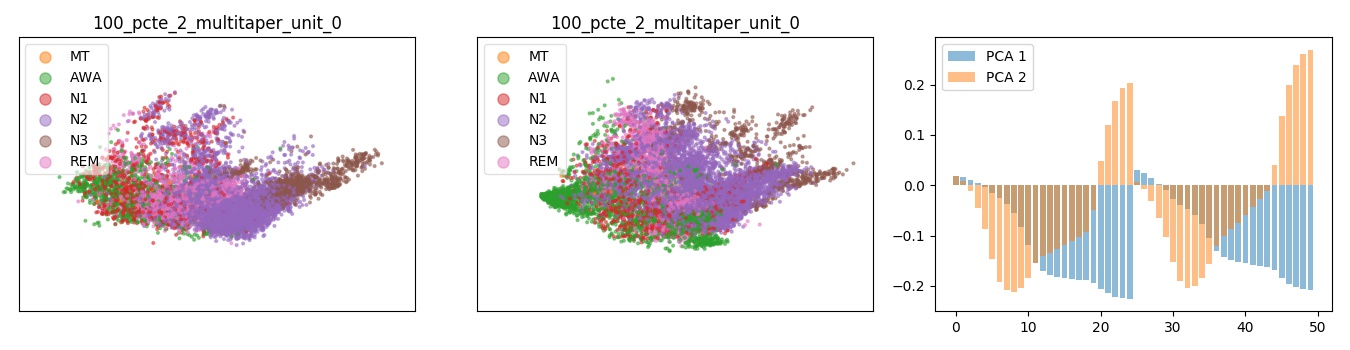 100_pcte_2_multitaper_unit_0
MT
AWA
N1
N2
N3
REM
100_pcte_2_multitaper_unit_0
MT
AWA
N1
N2
N3
REM
PCA 1
PCA 2
0.2
0.1
0.0
−0.1
−0.2
0 10 20 30 40 50